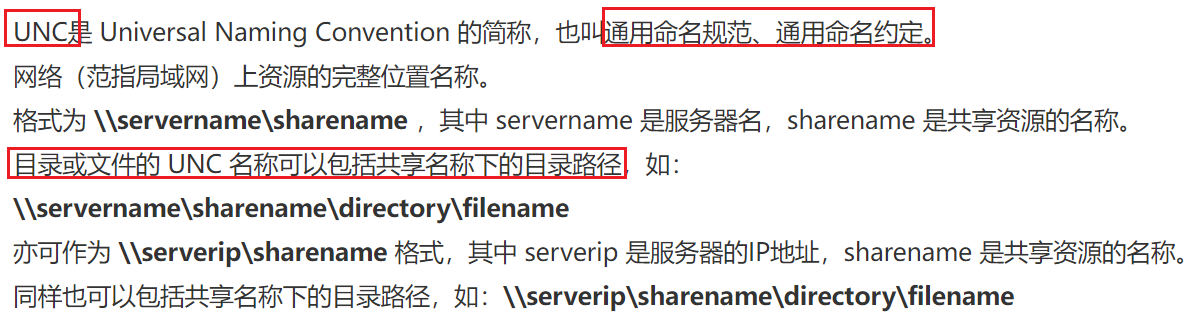 UNC是 Universal Naming Convention 的简称，也叫通用命名规范、通用命名约定。
网络（范指局域网）上资源的完整位置名称。
格式为 \\servername\sharename ，其中 servername 是服务器名，sharename 是共享资源的名称。
目录或文件的 UNC 名称可以包括共享名称下的目录路径，如：
\\servername\sharename\directory\filename
亦可作为 \\serverip\sharename 格式，其中 serverip 是服务器的IP地址，sharename 是共享资源的名称。
同样也可以包括共享名称下的目录路径，如：\\serverip\sharename\directory\filename